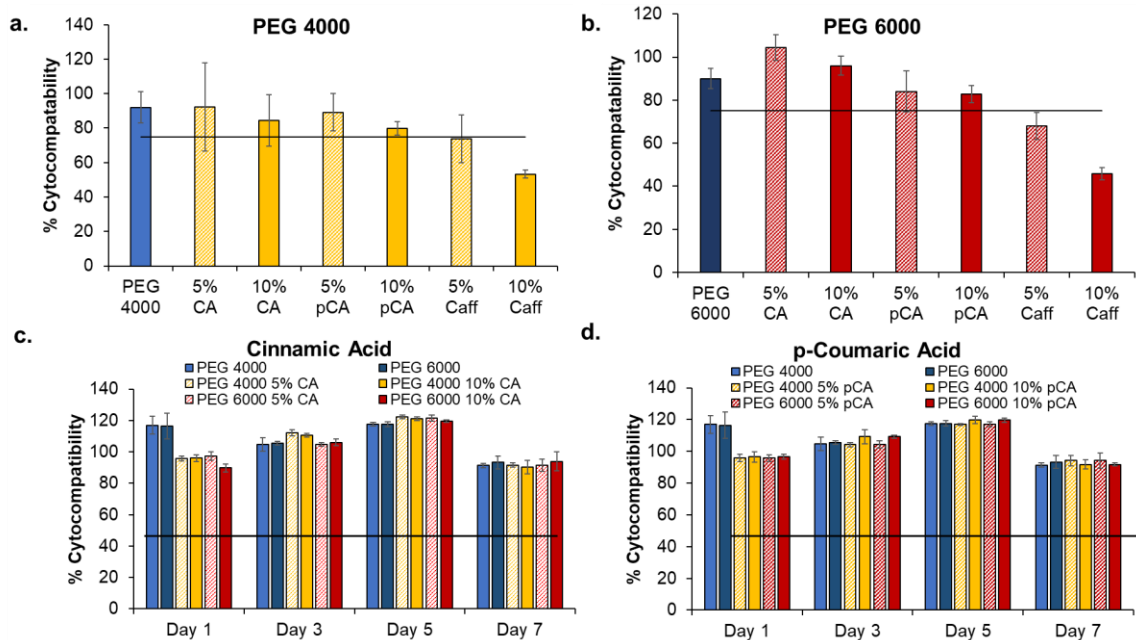 a.
PEG 4000
% Cytocompatability
140
120
100
80
60
40
20
0
PEG 4000
5% CA
10% CA
5% pCA
10% pCA
5% Caff
10% Caff
b.
PEG 6000
% Cytocompatability
120
100
80
60
40
20
0
PEG 6000
5% CA
10% CA
5% pCA
10% pCA
5% Caff
10% Caff
c.
Cinnamic Acid
PEG 4000
PEG 6000
PEG 4000 5% CA
PEG 4000 10% CA
PEG 6000 5% CA
PEG 6000 10% CA
% Cytocompatibility
140
120
100
80
60
40
20
0
Day 1
Day 3
Day 5
Day 7
d.
p-Coumaric Acid
PEG 4000
PEG 6000
PEG 4000 5% pCA
PEG 4000 10% pCA
PEG 6000 5% pCA
PEG 6000 10% pCA
% Cytocompatibility
140
120
100
80
60
40
20
0
Day 1
Day 3
Day 5
Day 7